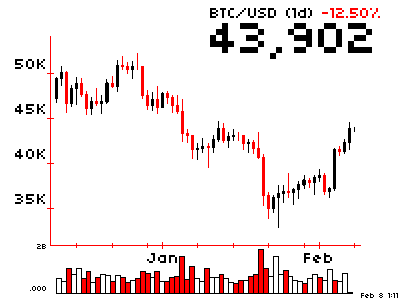 BTC/USD (1d) -12.50%
43,902
50K
45K
40K
35K
2B
.000
Jan Feb
Feb 8 1:11